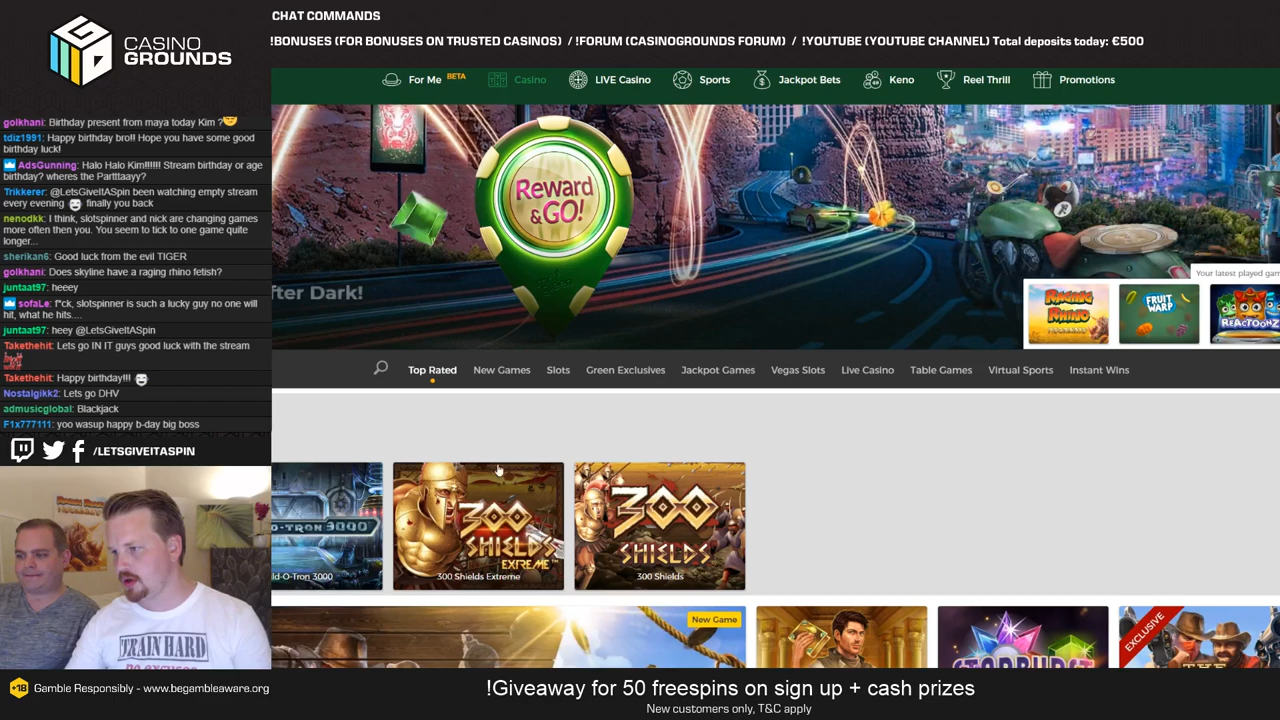 CASINO
GROUNDS
CHAT COMMANDS
!BONUSES (FOR BONUSES ON TRUSTED CASINOS) / !FORUM (CASINOGROUNDS FORUM) / !YOUTUBE (YOUTUBE CHANNEL) Total deposits today: €500
For Me BETA Casino LIVE Casino Sports Jackpot Bets Keno Reel Thrill Promotions
golkhani: Birthday present from maya today Kim ?
tdiz1991: Happy birthday bro!! Hope you have some good
birthday luck!
AdsGunning: Halo Halo Kim!!!!!! Stream birthday or age
birthday? wheres the Partttaayy?
Trikkerer: @LetsGiveItASpin been watching empty stream
every evening finally you back
nenodkk: I think, slotspinner and nick are changing games
more often then you. You seem to tick to one game quite
longer...
sherikan6: Good luck from the evil TIGER
golkhani: Does skyline have a raging rhino fetish?
juntaat97: heeey
sofaLe: f*ck, slotspinner is such a lucky guy no one will
hit, what he hits....
juntaat97: heey @LetsGiveItASpin
Takethehit: Lets go IN IT guys good luck with the stream
Takethehit: Happy birthday!!!
Nostalgikk2: Lets go DHV
admusicglobal: Blackjack
F1x777111: yoo wasup happy b-day big boss
/LETSGIVEITASPIN
Reward
& GO!
fter Dark!
Your latest played gam
RAGING
RHINO
FRUIT
WARP
REACTOONZ
Top Rated New Games Slots Green Exclusives Jackpot Games Vegas Slots Live Casino Table Games Virtual Sports Instant Wins
O-TRON 3000
ld-O-Tron 3000
300
SHIELDS
EXTREME™
300 Shields Extreme
300
SHIELDS
300 Shields
New Game
STARBURST
EXCLUSIVE
THE
TRAIN HARD
NO EXCUSES
+18 Gamble Responsibly - www.begambleaware.org
!Giveaway for 50 freespins on sign up + cash prizes
New customers only, T&C apply